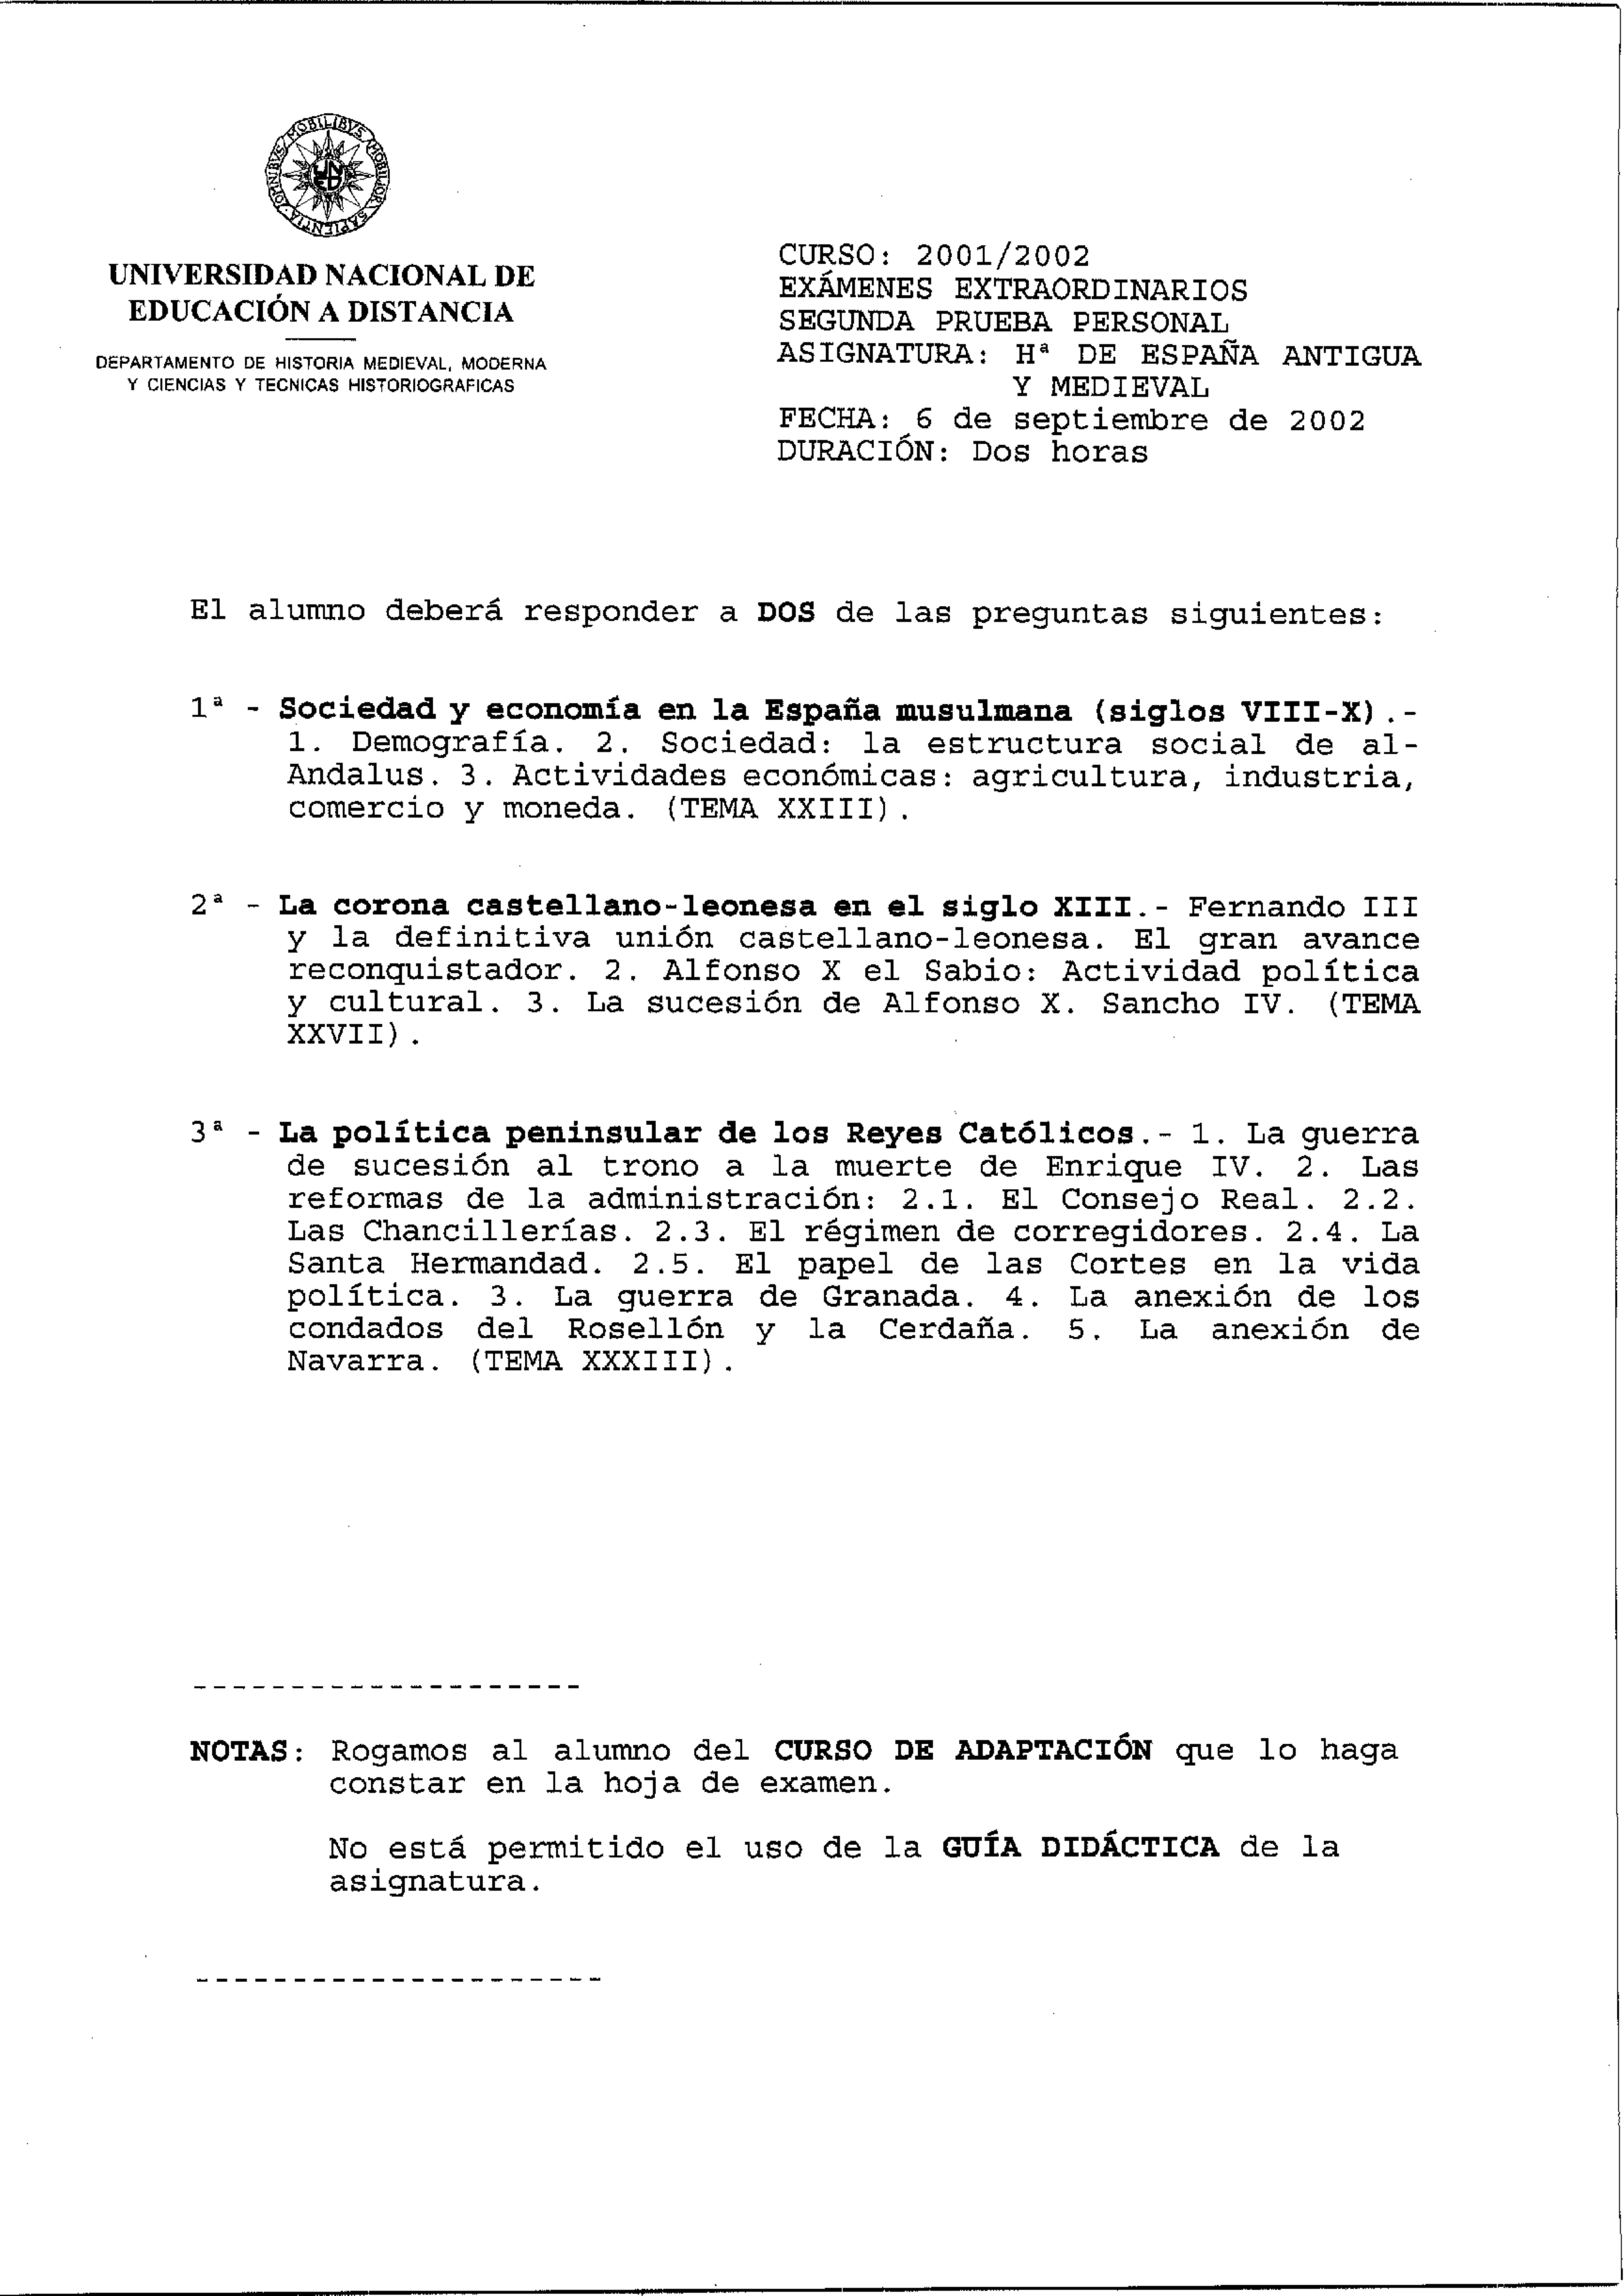 OMNIBVS MOBILIBVS MOBILIOR SAPIENTIA
UNED
UNIVERSIDAD NACIONAL DE
EDUCACIÓN A DISTANCIA
DEPARTAMENTO DE HISTORIA MEDIEVAL, MODERNA
Y CIENCIAS Y TECNICAS HISTORIOGRAFICAS
CURSO: 2001/2002
EXÁMENES EXTRAORDINARIOS
SEGUNDA PRUEBA PERSONAL
ASIGNATURA: Hª DE ESPAÑA ANTIGUA
Y MEDIEVAL
FECHA: 6 de septiembre de 2002
DURACIÓN: Dos horas
El alumno deberá responder a DOS de las preguntas siguientes:
1ª - Sociedad y economía en la España musulmana (siglos VIII-X).-
1. Demografía. 2. Sociedad: la estructura social de al-
Andalus. 3. Actividades económicas: agricultura, industria,
comercio y moneda. (TEMA XXIII).
2ª - La corona castellano-leonesa en el siglo XIII.- Fernando III
y la definitiva unión castellano-leonesa. El gran avance
reconquistador. 2. Alfonso X el Sabio: Actividad política
y cultural. 3. La sucesión de Alfonso X. Sancho IV. (TEMA
XXVII).
3ª - La política peninsular de los Reyes Católicos.- 1. La guerra
de sucesión al trono a la muerte de Enrique IV. 2. Las
reformas de la administración: 2.1. El Consejo Real. 2.2.
Las Chancillerías. 2.3. El régimen de corregidores. 2.4. La
Santa Hermandad. 2.5. El papel de las Cortes en la vida
política. 3. La guerra de Granada. 4. La anexión de los
condados del Rosellón y la Cerdaña. 5. La anexión de
Navarra. (TEMA XXXIII).
--------------------
NOTAS: Rogamos al alumno del CURSO DE ADAPTACIÓN que lo haga
constar en la hoja de examen.
No está permitido el uso de la GUÍA DIDÁCTICA de la
asignatura.
---------------------